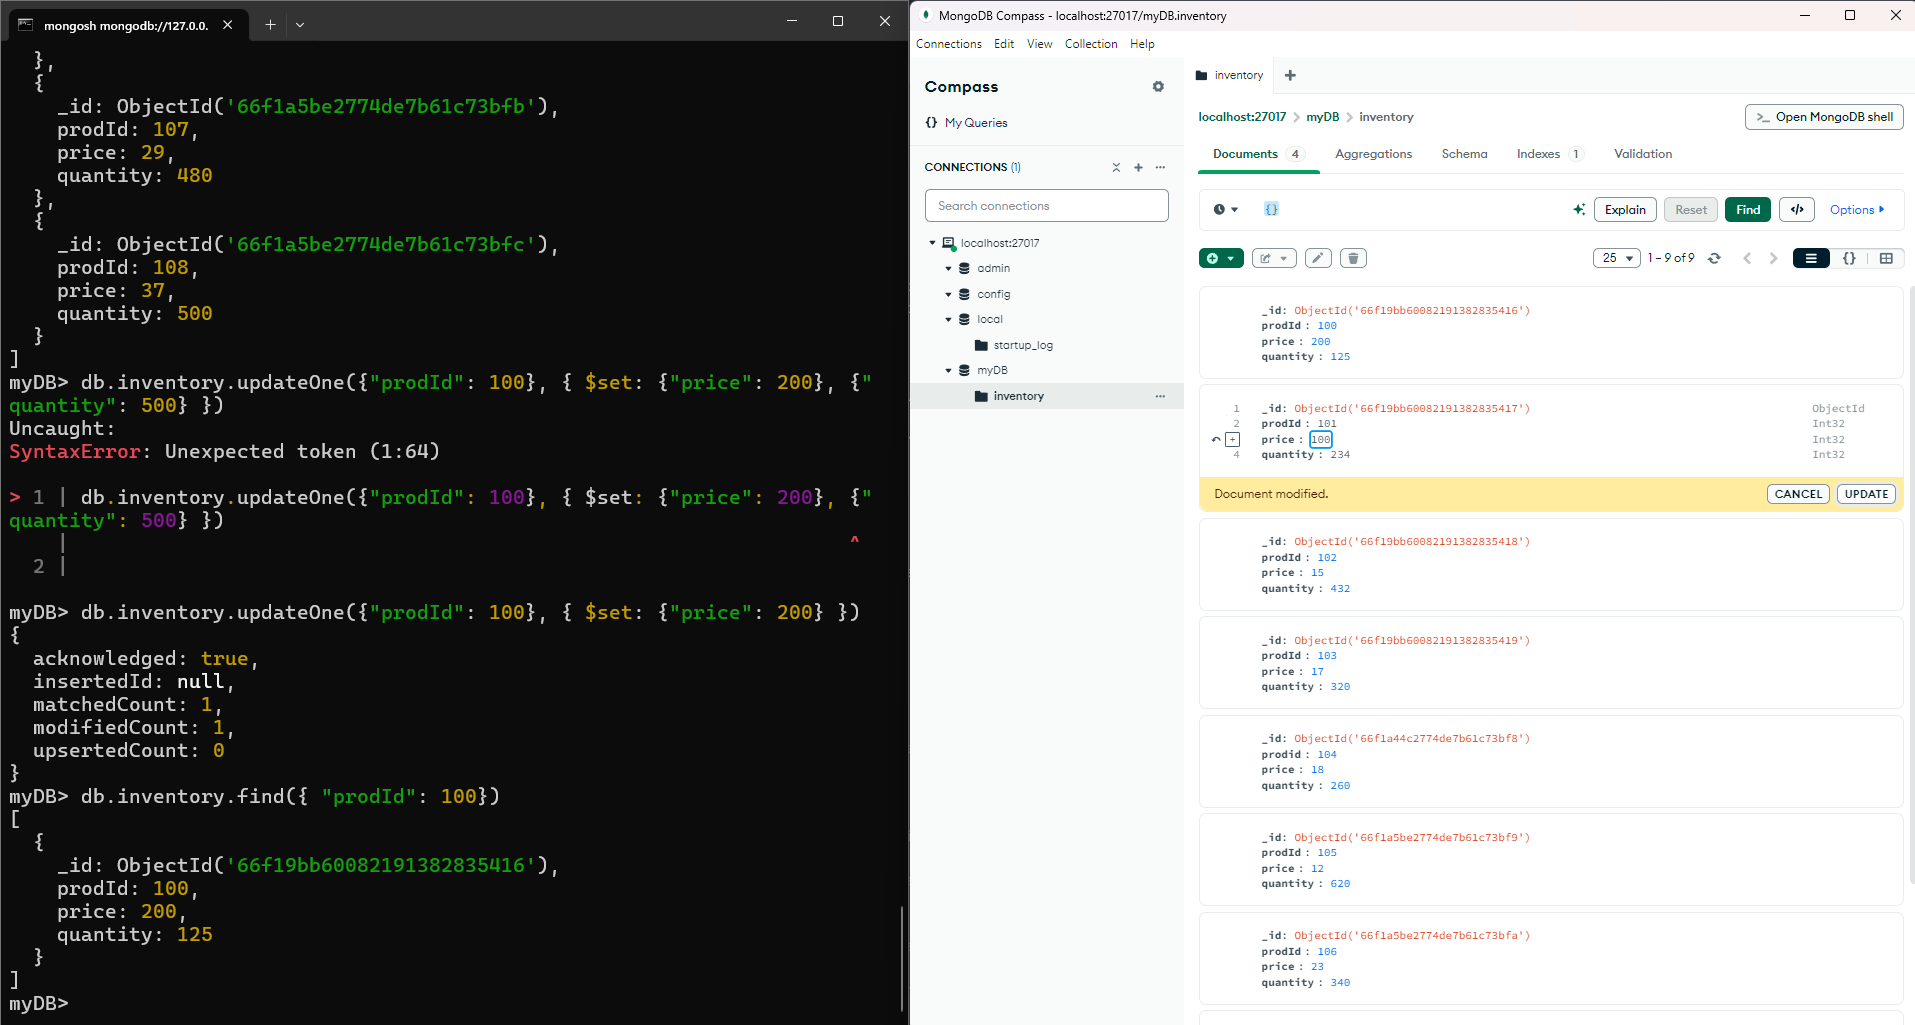 mongosh mongodb://127.0.0.
},
{
_id: ObjectId('66f1a5be2774de7b61c73bfb'),
prodId: 107,
price: 29,
quantity: 480
},
{
_id: ObjectId('66f1a5be2774de7b61c73bfc'),
prodId: 108,
price: 37,
quantity: 500
}
]
myDB> db.inventory.updateOne({"prodId": 100}, { $set: {"price": 200}, {"
quantity": 500} })
Uncaught:
SyntaxError: Unexpected token (1:64)
> 1 | db.inventory.updateOne({"prodId": 100}, { $set: {"price": 200}, {"
quantity": 500} })
| ^
2 |
myDB> db.inventory.updateOne({"prodId": 100}, { $set: {"price": 200} })
{
acknowledged: true,
insertedId: null,
matchedCount: 1,
modifiedCount: 1,
upsertedCount: 0
}
myDB> db.inventory.find({ "prodId": 100})
[
{
_id: ObjectId('66f19bb60082191382835416'),
prodId: 100,
price: 200,
quantity: 125
}
]
myDB>
MongoDB Compass - localhost:27017/myDB.inventory
Connections Edit View Collection Help
Compass
{} My Queries
CONNECTIONS (1)
Search connections
localhost:27017
admin
config
local
startup_log
myDB
inventory
inventory
localhost:27017 > myDB > inventory
>_ Open MongoDB shell
Documents 4 Aggregations Schema Indexes 1 Validation
{} Explain Reset Find </> Options
25 1 – 9 of 9 {}
_id: ObjectId('66f19bb60082191382835416')
prodId : 100
price : 200
quantity : 125
1 _id: ObjectId('66f19bb60082191382835417') ObjectId
2 prodId : 101 Int32
+ price : 100 Int32
4 quantity : 234 Int32
Document modified. CANCEL UPDATE
_id: ObjectId('66f19bb60082191382835418')
prodId : 102
price : 15
quantity : 432
_id: ObjectId('66f19bb60082191382835419')
prodId : 103
price : 17
quantity : 320
_id: ObjectId('66f1a44c2774de7b61c73bf8')
prodid : 104
price : 18
quantity : 260
_id: ObjectId('66f1a5be2774de7b61c73bf9')
prodId : 105
price : 12
quantity : 620
_id: ObjectId('66f1a5be2774de7b61c73bfa')
prodId : 106
price : 23
quantity : 340